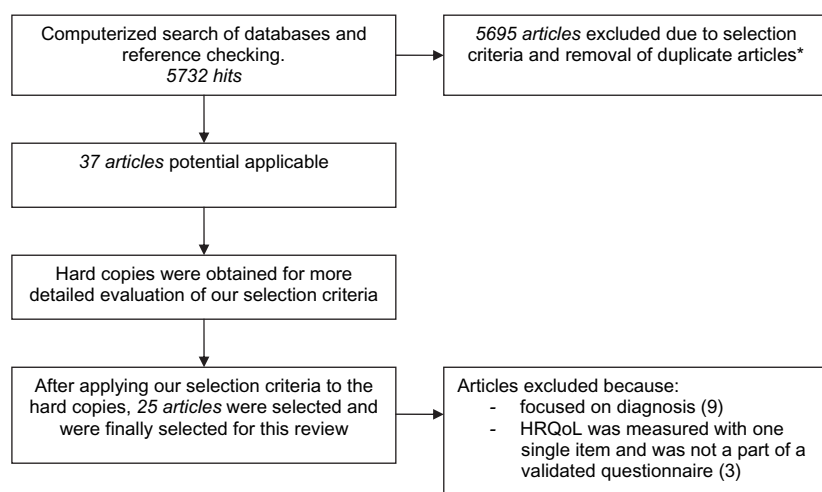 Computerized search of databases and
reference checking.
5732 hits
5695 articles excluded due to selection
criteria and removal of duplicate articles*
37 articles potential applicable
Hard copies were obtained for more
detailed evaluation of our selection criteria
After applying our selection criteria to the
hard copies, 25 articles were selected and
were finally selected for this review
Articles excluded because:
- focused on diagnosis (9)
- HRQoL was measured with one
single item and was not a part of a
validated questionnaire (3)